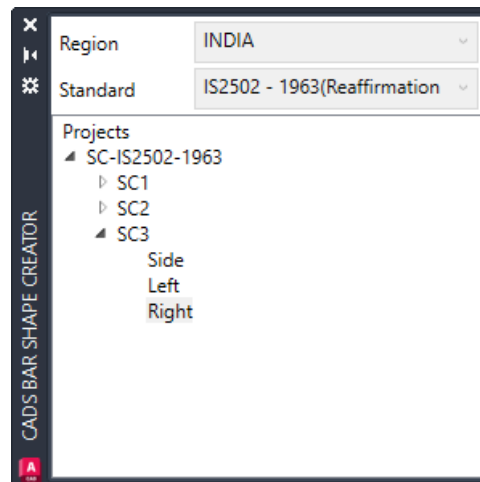 Region INDIA
Standard IS2502 - 1963(Reaffirmation
Projects
SC-IS2502-1963
SC1
SC2
SC3
Side
Left
Right
CADS BAR SHAPE CREATOR
A
CAD